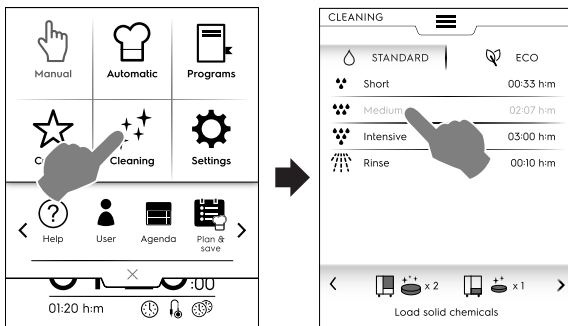 Manual Automatic Programs
Cleaning Settings
? Help User Agenda Plan &
save
:00
01:20 h:m
CLEANING
STANDARD ECO
Short 00:33 h:m
Medium 02:07 h:m
Intensive 03:00 h:m
Rinse 00:10 h:m
x 2 x 1
Load solid chemicals